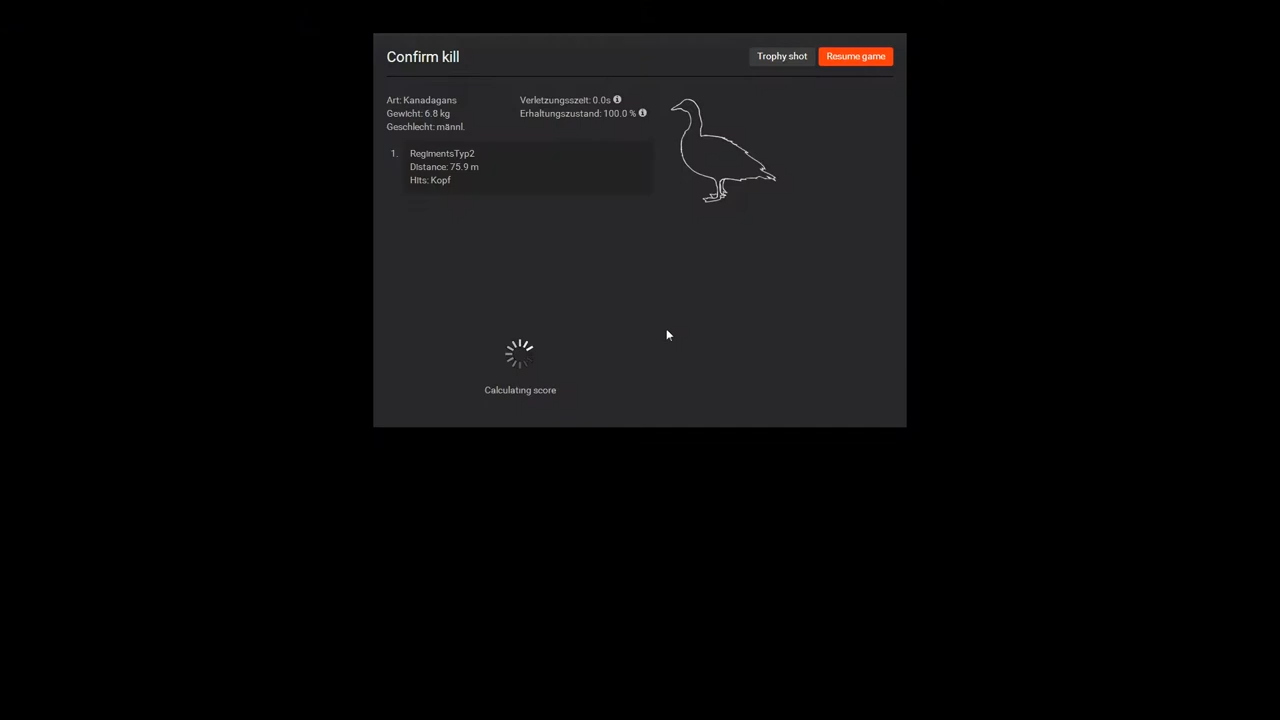 Confirm kill
Trophy shot
Resume game
Art: Kanadagans
Gewicht: 6.8 kg
Geschlecht: männl.
Verletzungsszeit: 0.0s
Erhaltungszustand: 100.0 %
1. RegimentsTyp2
Distance: 75.9 m
Hits: Kopf
Calculating score